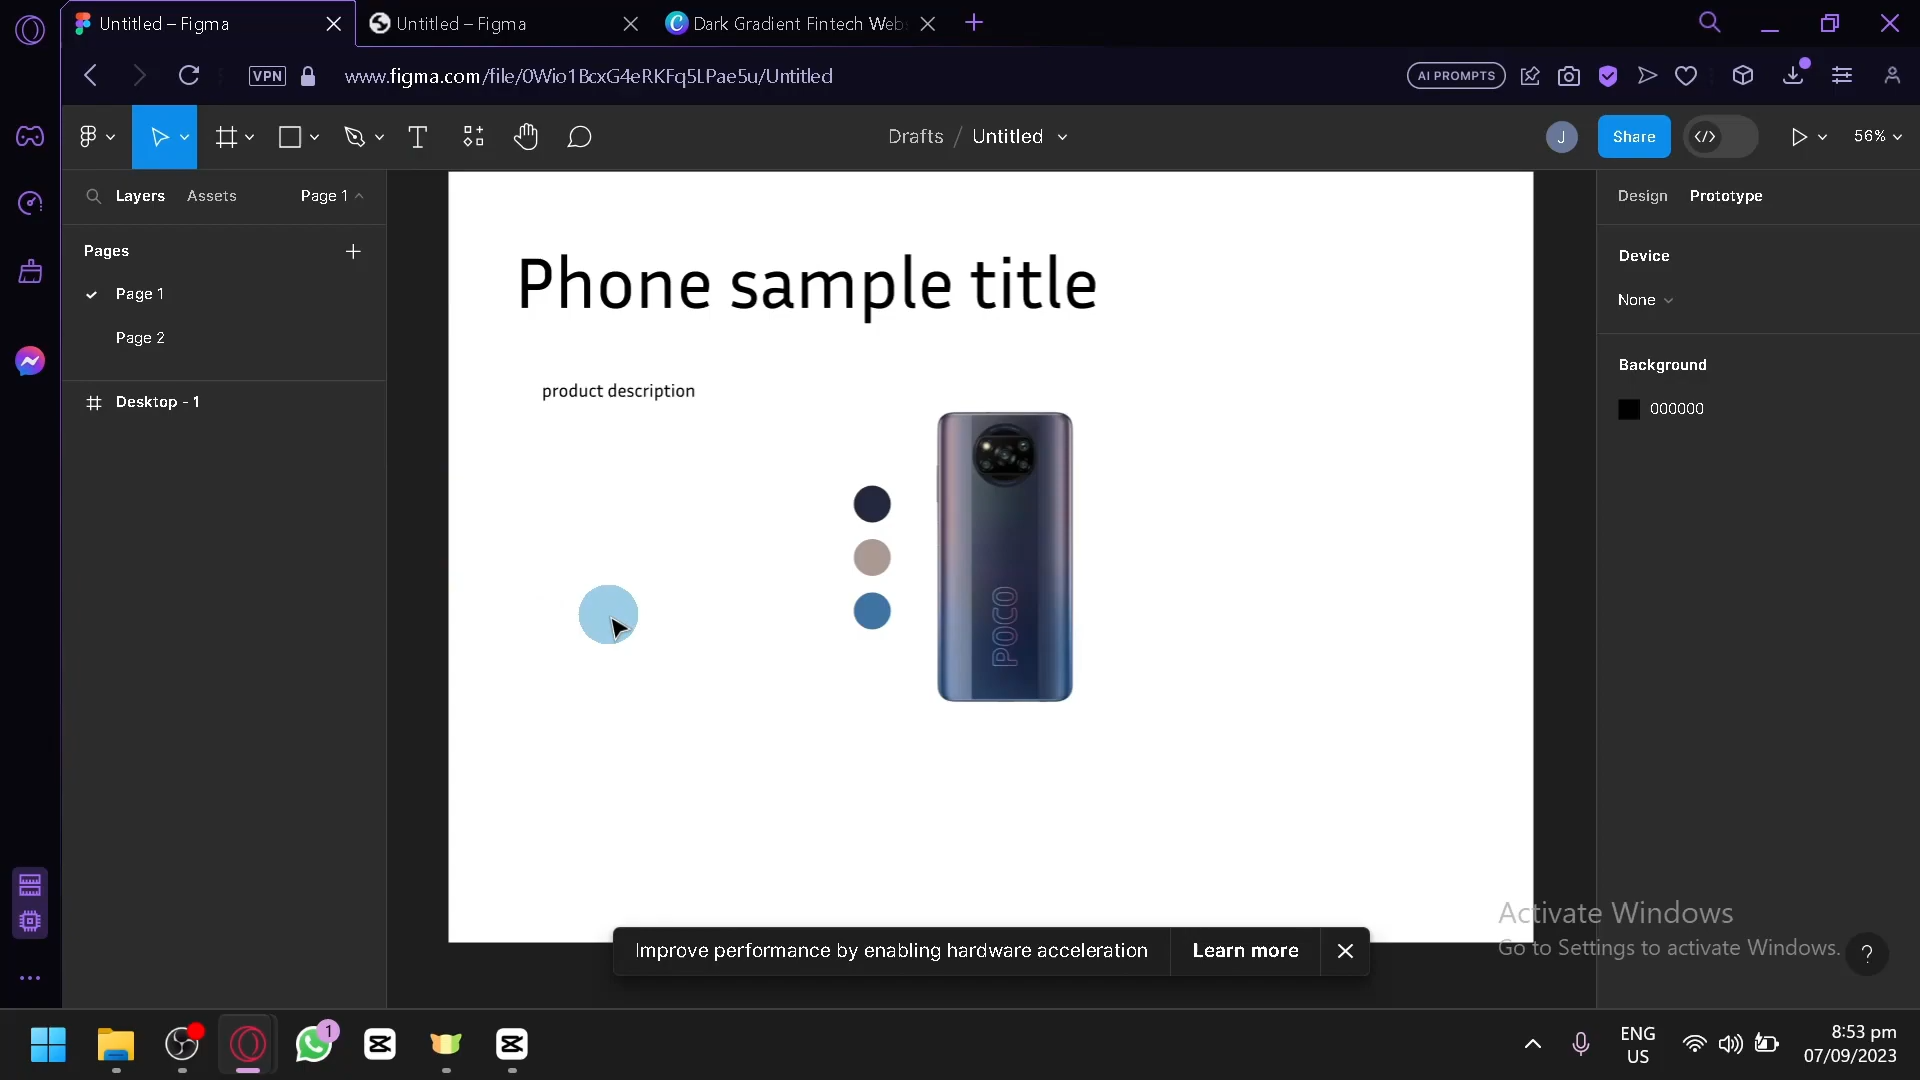 Untitled – Figma
Untitled – Figma
Dark Gradient Fintech Web
VPN
www.figma.com/file/0Wio1BcxG4eRKFq5LPae5u/Untitled
AI PROMPTS
Drafts / Untitled
J
Share
56%
Layers
Assets
Page 1
Design
Prototype
Pages
Page 1
Page 2
Desktop - 1
Device
None
Background
000000
Phone sample title
product description
POCO
Improve performance by enabling hardware acceleration
Learn more
Activate Windows
Go to Settings to activate Windows.
?
1
ENG
US
8:53 pm
07/09/2023